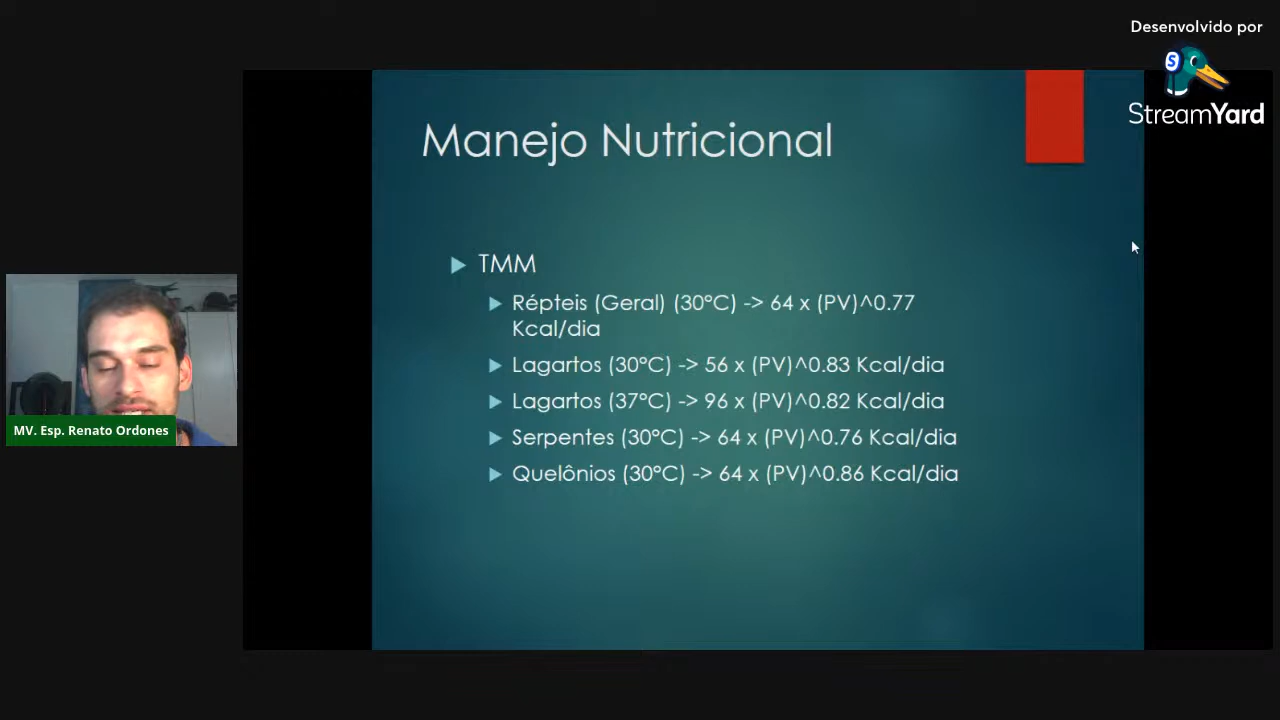 Desenvolvido por
StreamYard
Manejo Nutricional
TMM
Répteis (Geral) (30°C) -> 64 x (PV)^0.77
Kcal/dia
Lagartos (30°C) -> 56 x (PV)^0.83 Kcal/dia
Lagartos (37°C) -> 96 x (PV)^0.82 Kcal/dia
Serpentes (30°C) -> 64 x (PV)^0.76 Kcal/dia
Quelônios (30°C) -> 64 x (PV)^0.86 Kcal/dia
MV. Esp. Renato Ordones